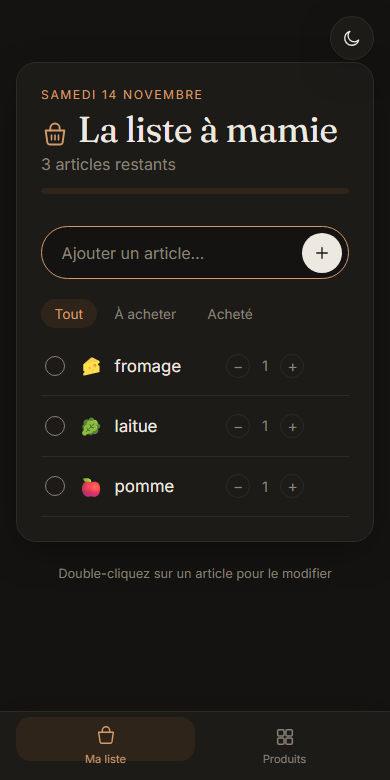 SAMEDI 14 NOVEMBRE
La liste à mamie
3 articles restants
Ajouter un article...
+
Tout À acheter Acheté
fromage − 1 +
laitue − 1 +
pomme − 1 +
Double-cliquez sur un article pour le modifier
Ma liste Produits